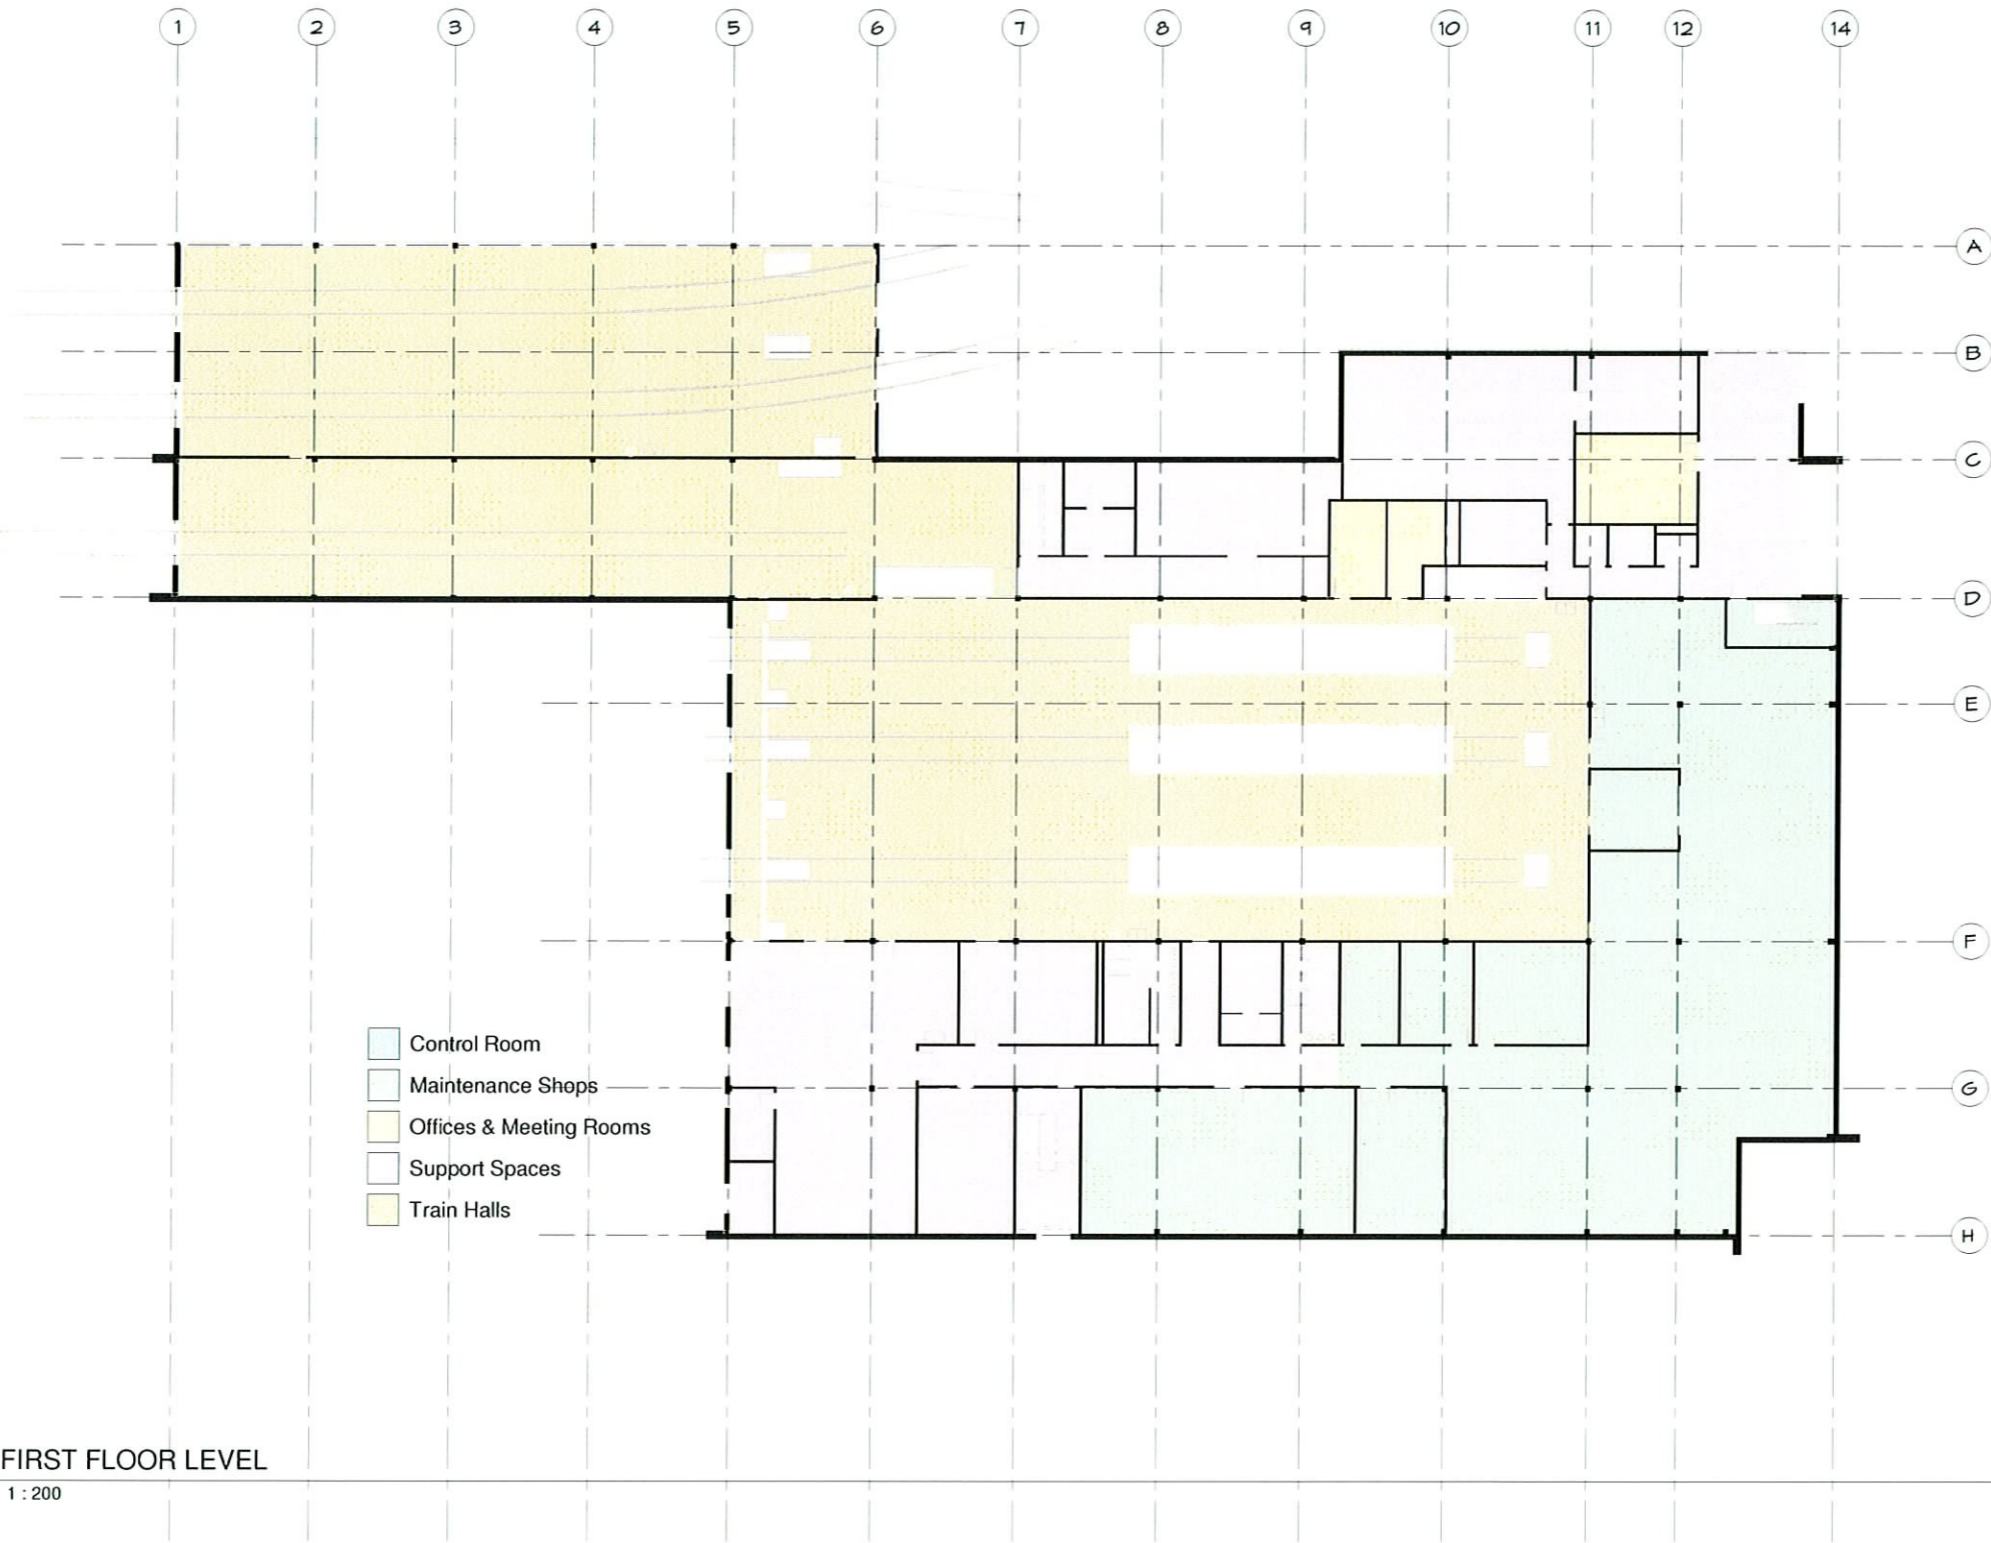 1 2 3 4 5 6 7 8 9 10 11 12 14
A
B
C
D
E
F
G
H
Control Room
Maintenance Shops
Offices & Meeting Rooms
Support Spaces
Train Halls
FIRST FLOOR LEVEL
1 : 200